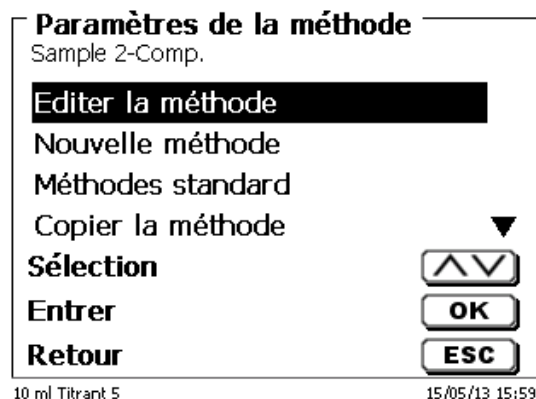 Paramètres de la méthode
Sample 2-Comp.
Editer la méthode
Nouvelle méthode
Méthodes standard
Copier la méthode
Sélection
Entrer OK
Retour ESC
10 ml Titrant 5 15/05/13 15:59